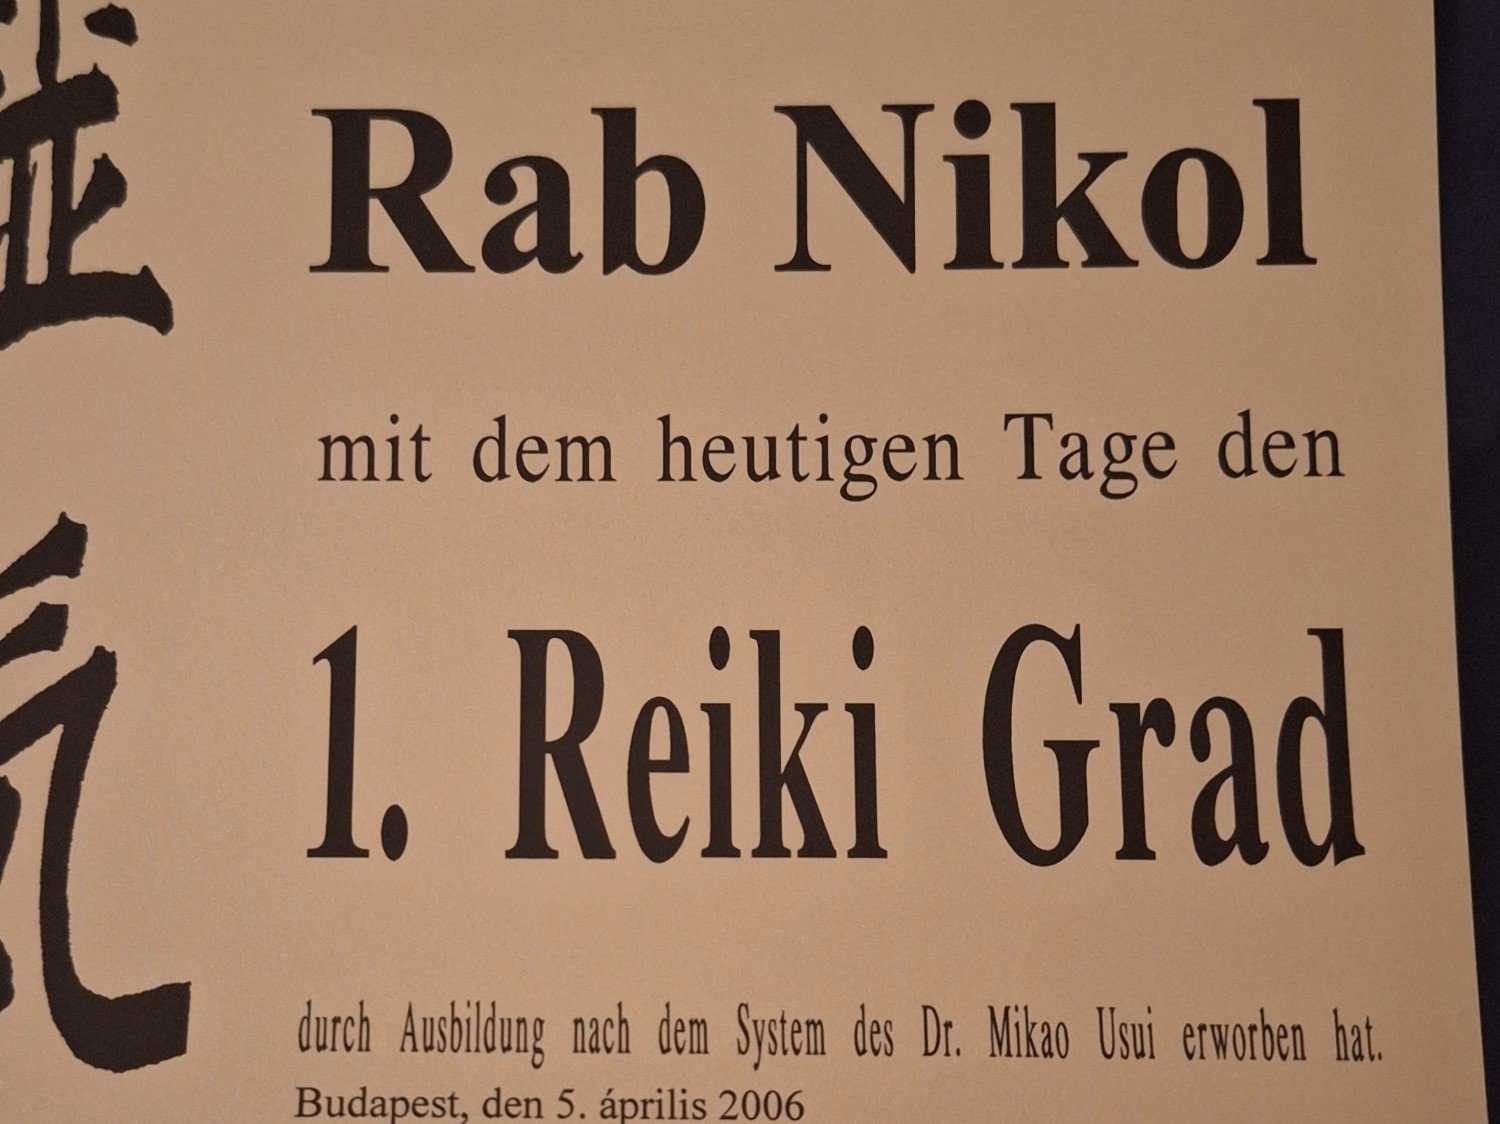 Rab Nikol
mit dem heutigen Tage den
1. Reiki Grad
durch Ausbildung nach dem System des Dr. Mikao Usui erworben hat.
Budapest, den 5. április 2006